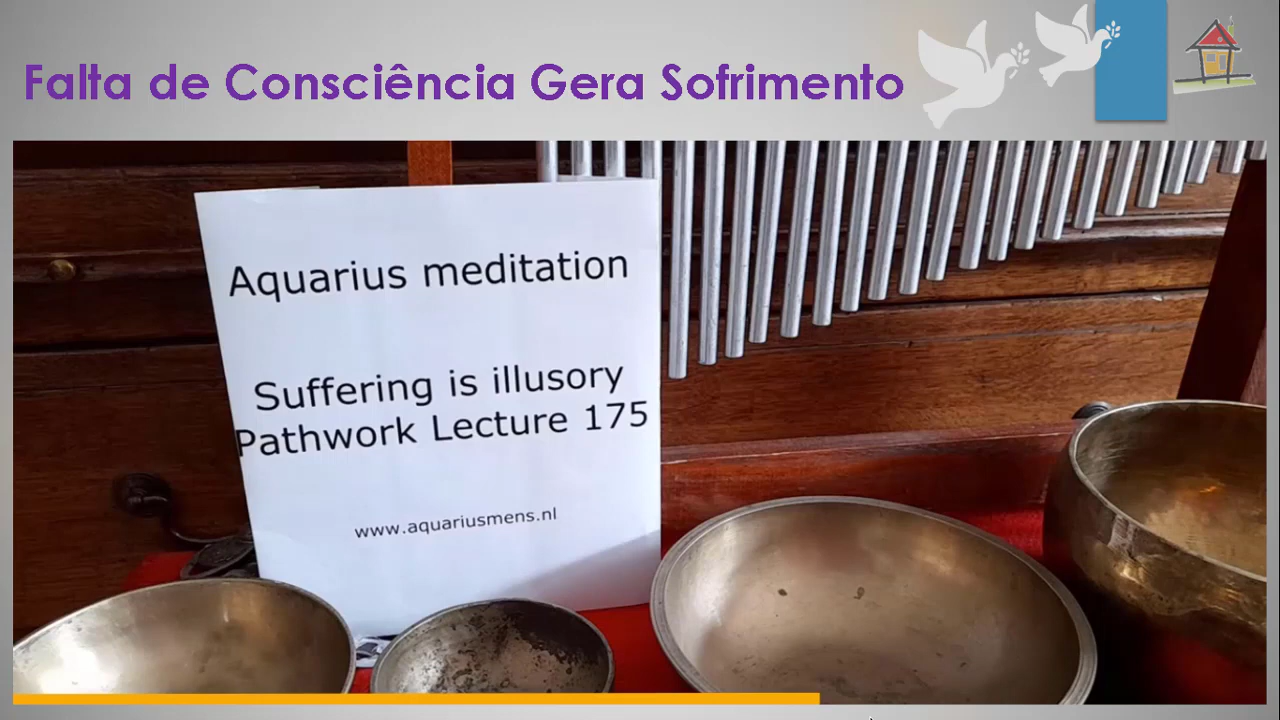 Falta de Consciência Gera Sofrimento
Aquarius meditation
Suffering is illusory
Pathwork Lecture 175
www.aquariusmens.nl